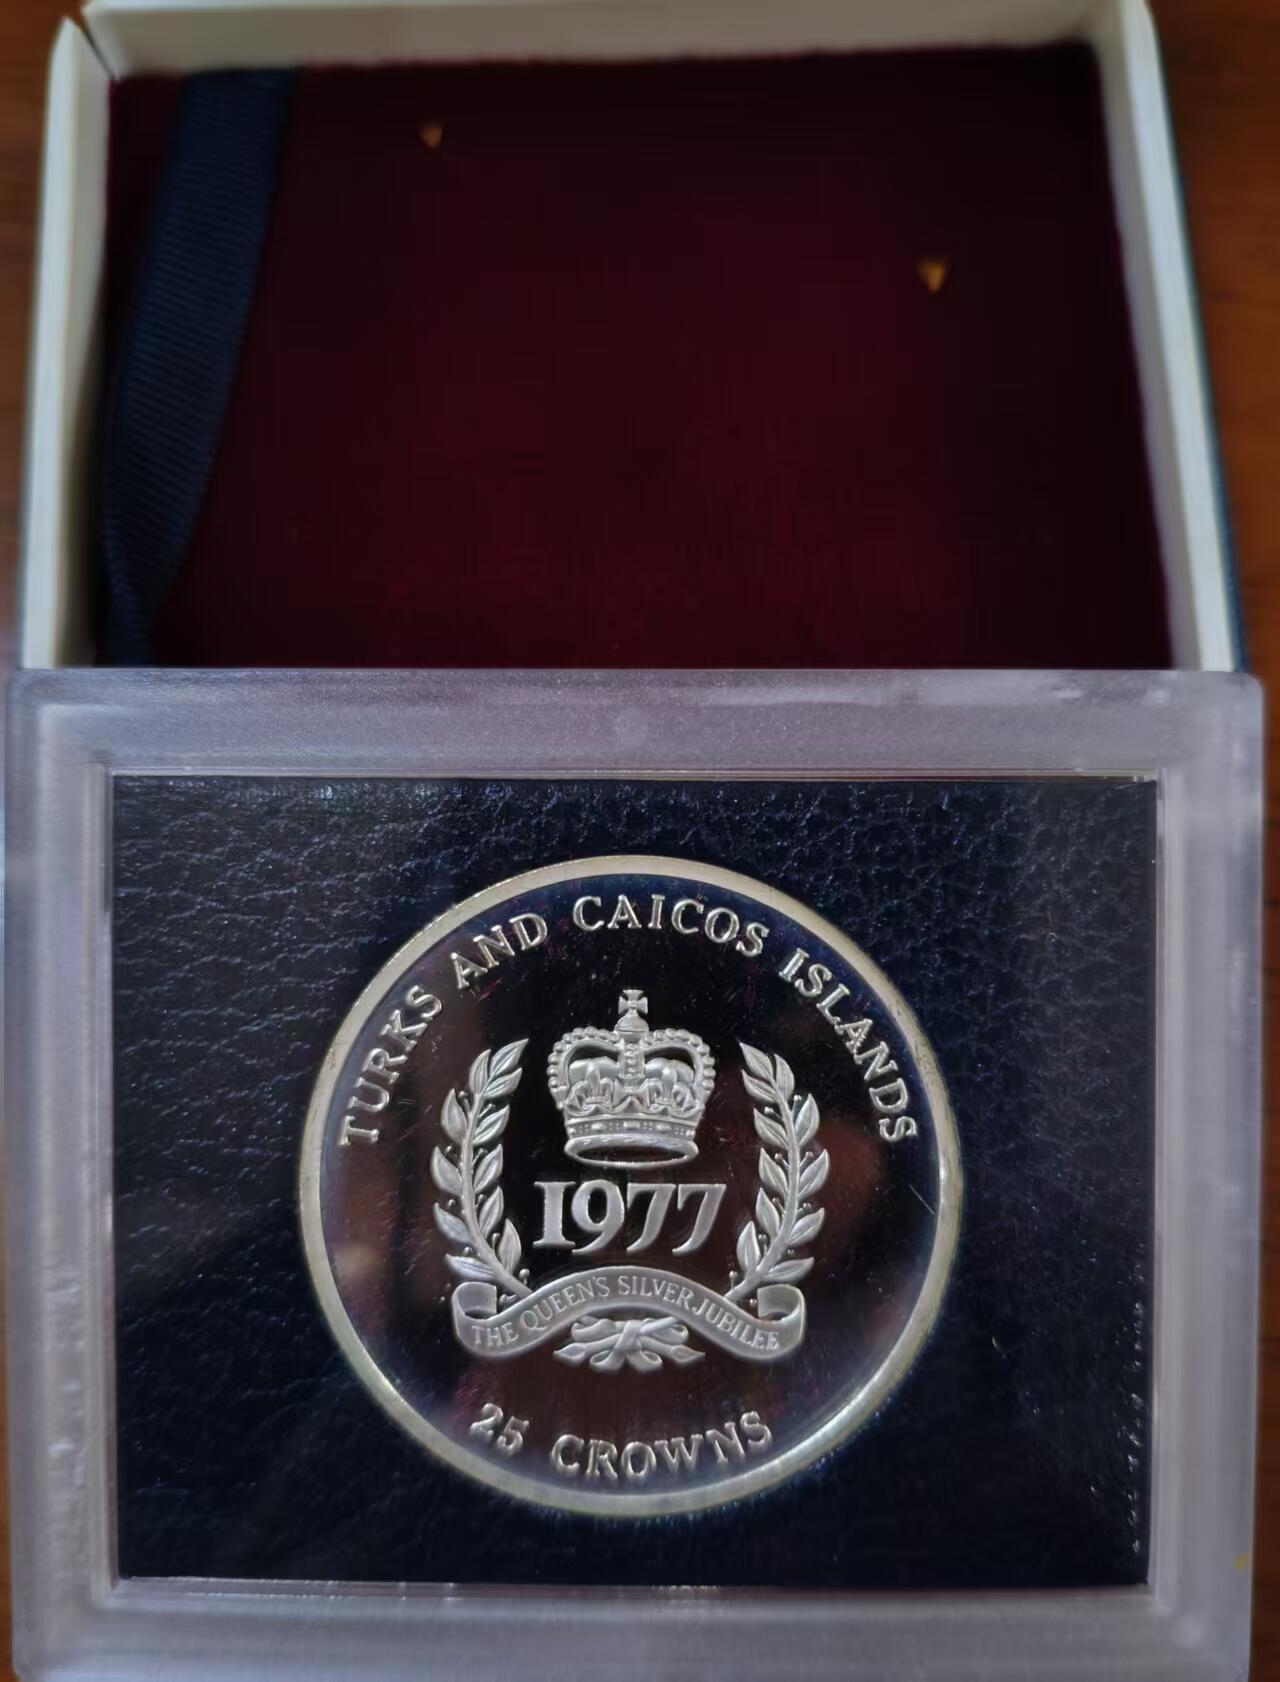 TURKS AND CAICOS ISLANDS
1977
THE QUEEN'S SILVER JUBILEE
25 CROWNS